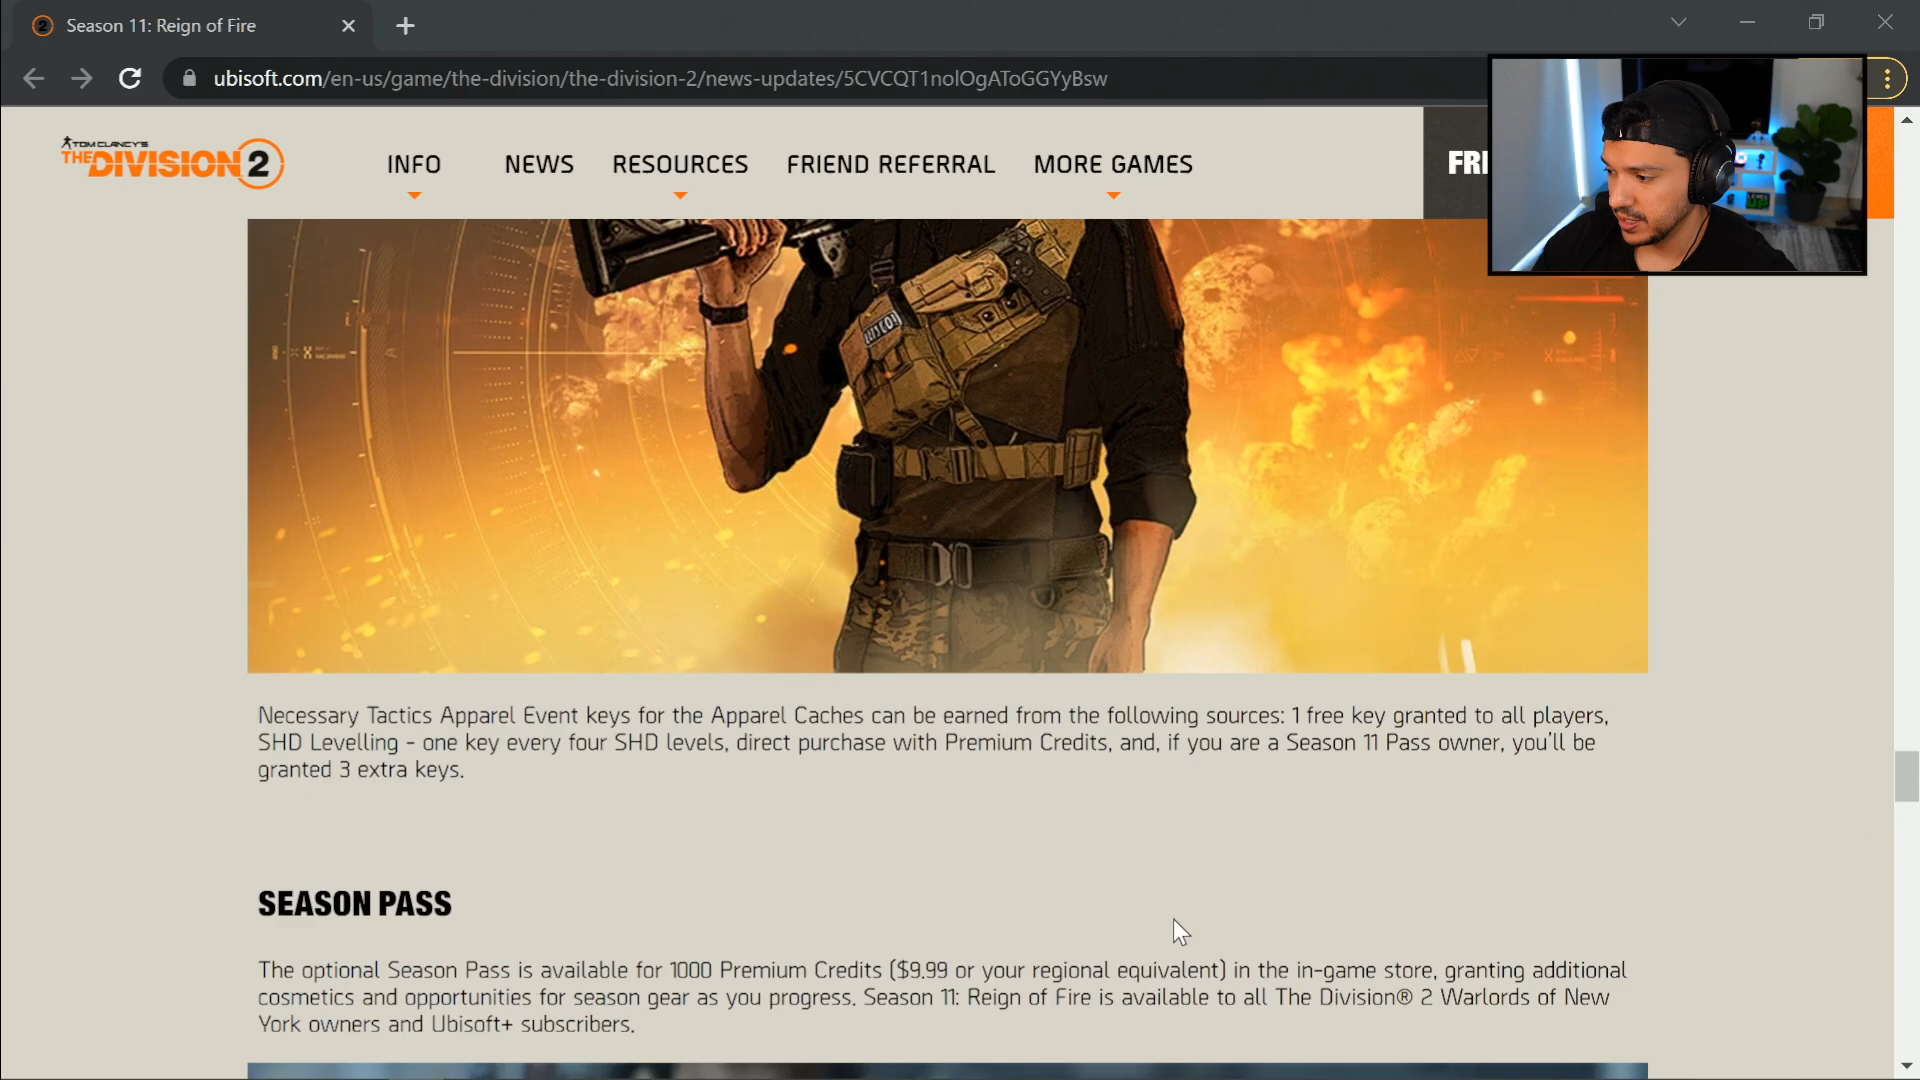 Season 11: Reign of Fire
ubisoft.com/en-us/game/the-division/the-division-2/news-updates/5CVCQT1nolOgAToGGYyBsw
TOM CLANCY'S
THE DIVISION 2
INFO
NEWS
RESOURCES
FRIEND REFERRAL
MORE GAMES
FRI
Necessary Tactics Apparel Event keys for the Apparel Caches can be earned from the following sources: 1 free key granted to all players,
SHD Levelling - one key every four SHD levels, direct purchase with Premium Credits, and, if you are a Season 11 Pass owner, you'll be
granted 3 extra keys.
SEASON PASS
The optional Season Pass is available for 1000 Premium Credits ($9.99 or your regional equivalent) in the in-game store, granting additional
cosmetics and opportunities for season gear as you progress. Season 11: Reign of Fire is available to all The Division® 2 Warlords of New
York owners and Ubisoft+ subscribers.